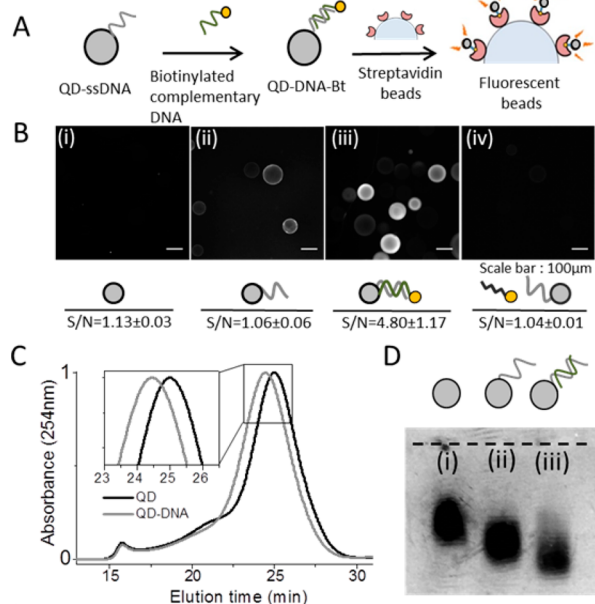 A
QD-ssDNA
Biotinylated
complementary
DNA
QD-DNA-Bt
Streptavidin
beads
Fluorescent
beads
B
(i)
(ii)
(iii)
(iv)
Scale bar : 100μm
S/N=1.13±0.03
S/N=1.06±0.06
S/N=4.80±1.17
S/N=1.04±0.01
C
Absorbance (254nm)
1
0
23 24 25 26
QD
QD-DNA
15 20 25 30
Elution time (min)
D
(i)
(ii)
(iii)